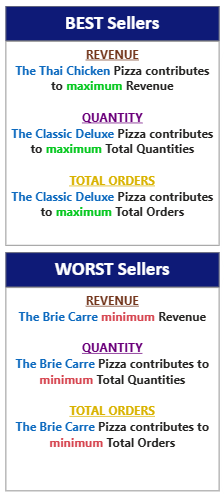 BEST Sellers
REVENUE
The Thai Chicken Pizza contributes
to maximum Revenue
QUANTITY
The Classic Deluxe Pizza contributes
to maximum Total Quantities
TOTAL ORDERS
The Classic Deluxe Pizza contributes
to maximum Total Orders
WORST Sellers
REVENUE
The Brie Carre minimum Revenue
QUANTITY
The Brie Carre Pizza contributes to
minimum Total Quantities
TOTAL ORDERS
The Brie Carre Pizza contributes to
minimum Total Orders